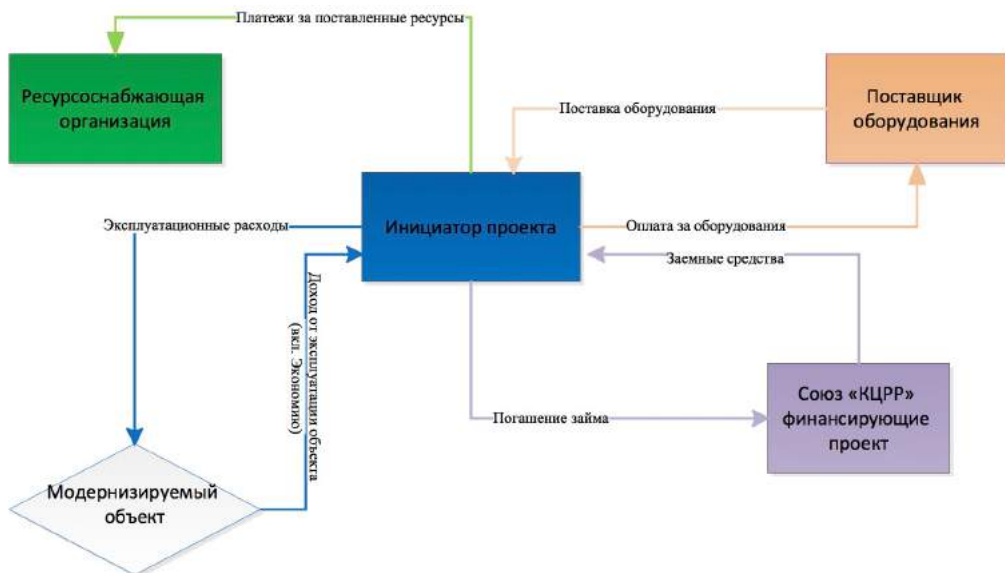 Платежи за поставленные ресурсы
Ресурсоснабжающая
организация
Поставка оборудования
Поставщик
оборудования
Эксплуатационные расходы
Инициатор проекта
Оплата за оборудования
Заемные средства
Доход от эксплуатации объекта
(вкл. Экономию)
Погашение займа
Союз «КЦРР»
финансирующие
проект
Модернизируемый
объект